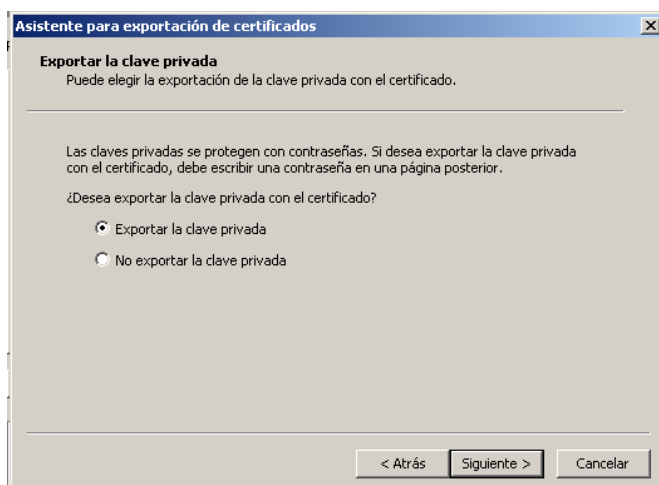 Asistente para exportación de certificados
Exportar la clave privada
Puede elegir la exportación de la clave privada con el certificado.
Las claves privadas se protegen con contraseñas. Si desea exportar la clave privada
con el certificado, debe escribir una contraseña en una página posterior.
¿Desea exportar la clave privada con el certificado?
Exportar la clave privada
No exportar la clave privada
< Atrás
Siguiente >
Cancelar